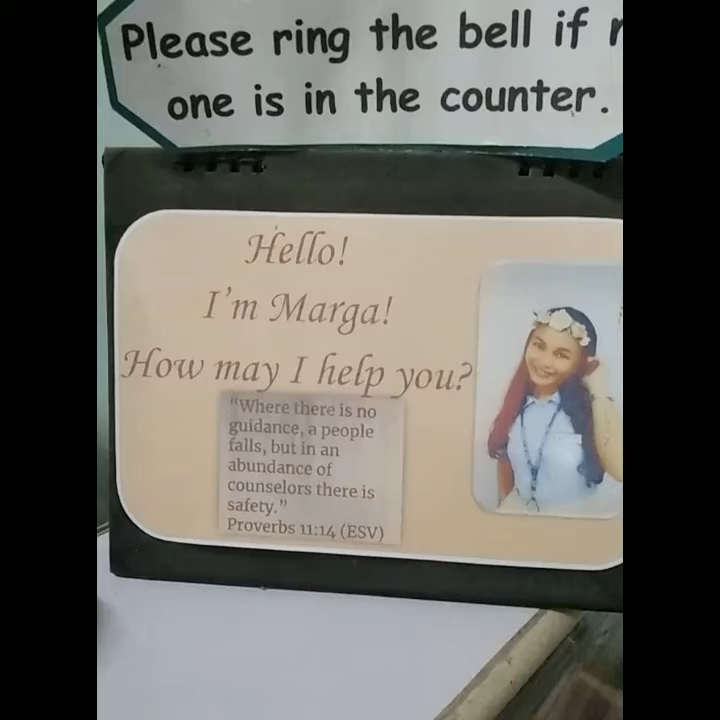 Please ring the bell if
one is in the counter.
Hello!
I'm Marga!
How may I help you?
"Where there is no
guidance, a people
falls, but in an
abundance of
counselors there is
safety."
Proverbs 11:14 (ESV)